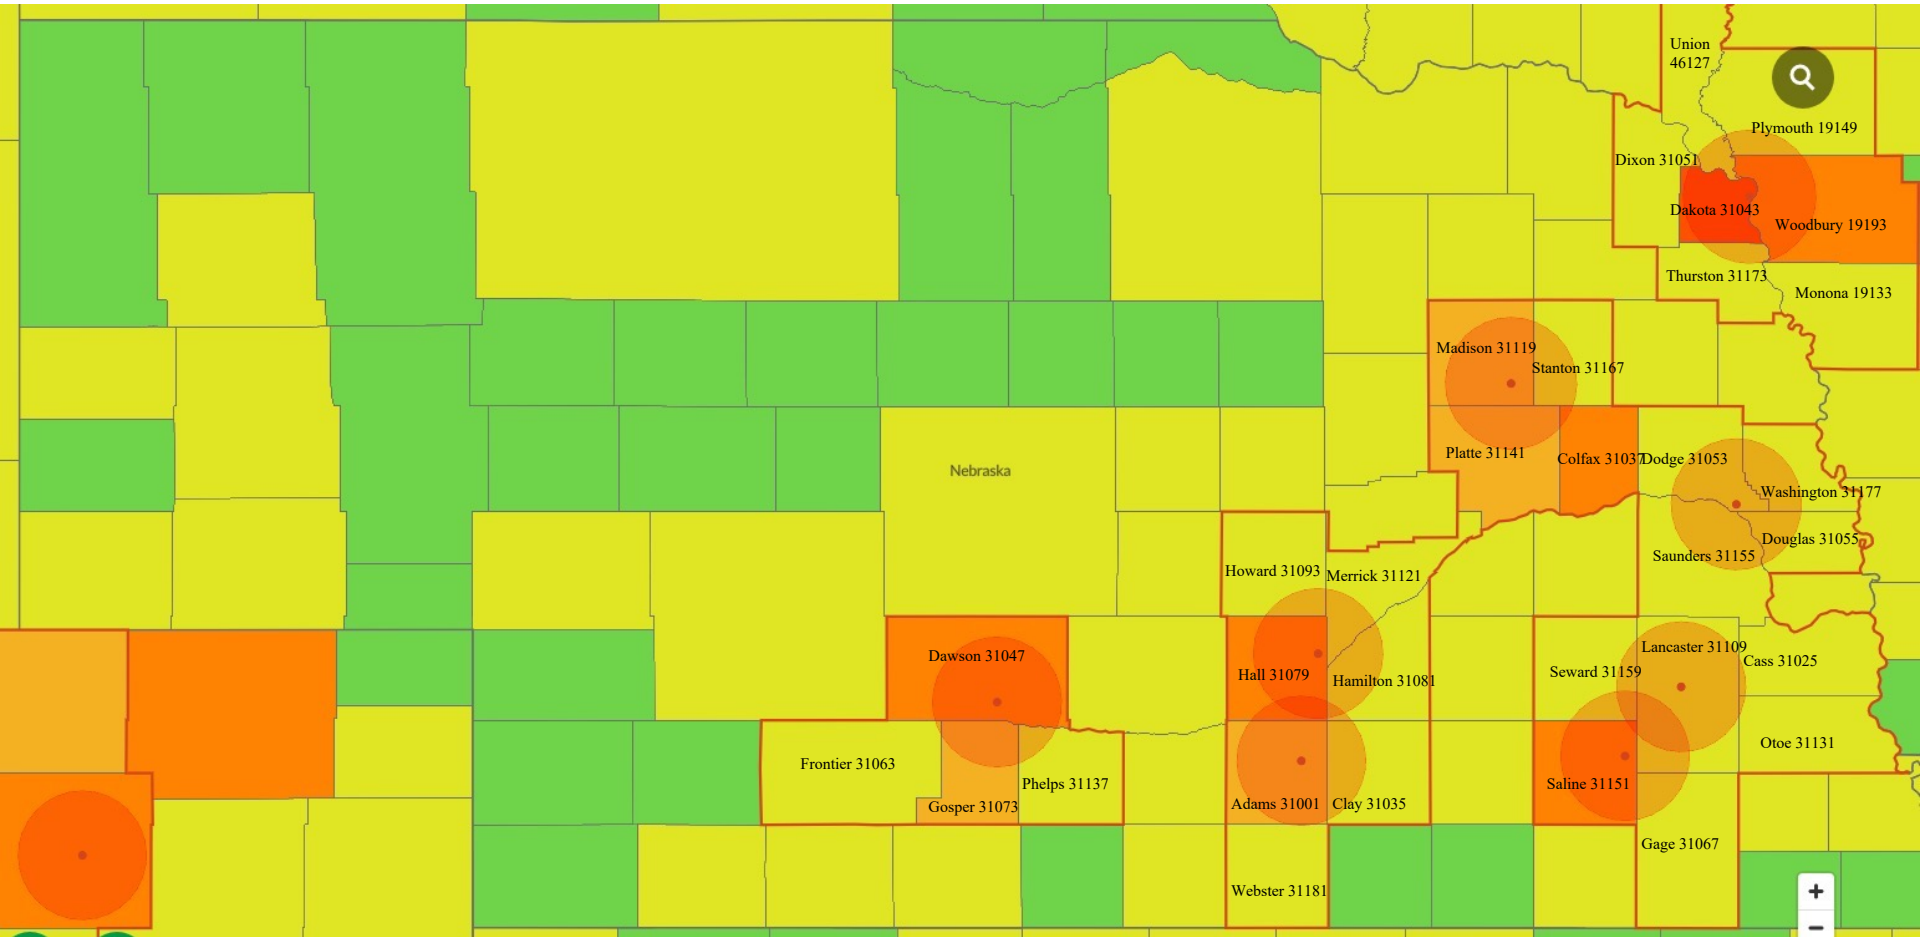 Union
46127
Plymouth 19149
Dixon 31051
Dakota 31043
Woodbury 19193
Thurston 31173
Monona 19133
Madison 31119
Stanton 31167
Platte 31141
Colfax 31037
Dodge 31053
Nebraska
Washington 31177
Douglas 31055
Saunders 31155
Howard 31093
Merrick 31121
Dawson 31047
Hall 31079
Hamilton 31081
Seward 31159
Lancaster 31109
Cass 31025
Otoe 31131
Frontier 31063
Phelps 31137
Gosper 31073
Adams 31001
Clay 31035
Saline 31151
Gage 31067
Webster 31181
+
−